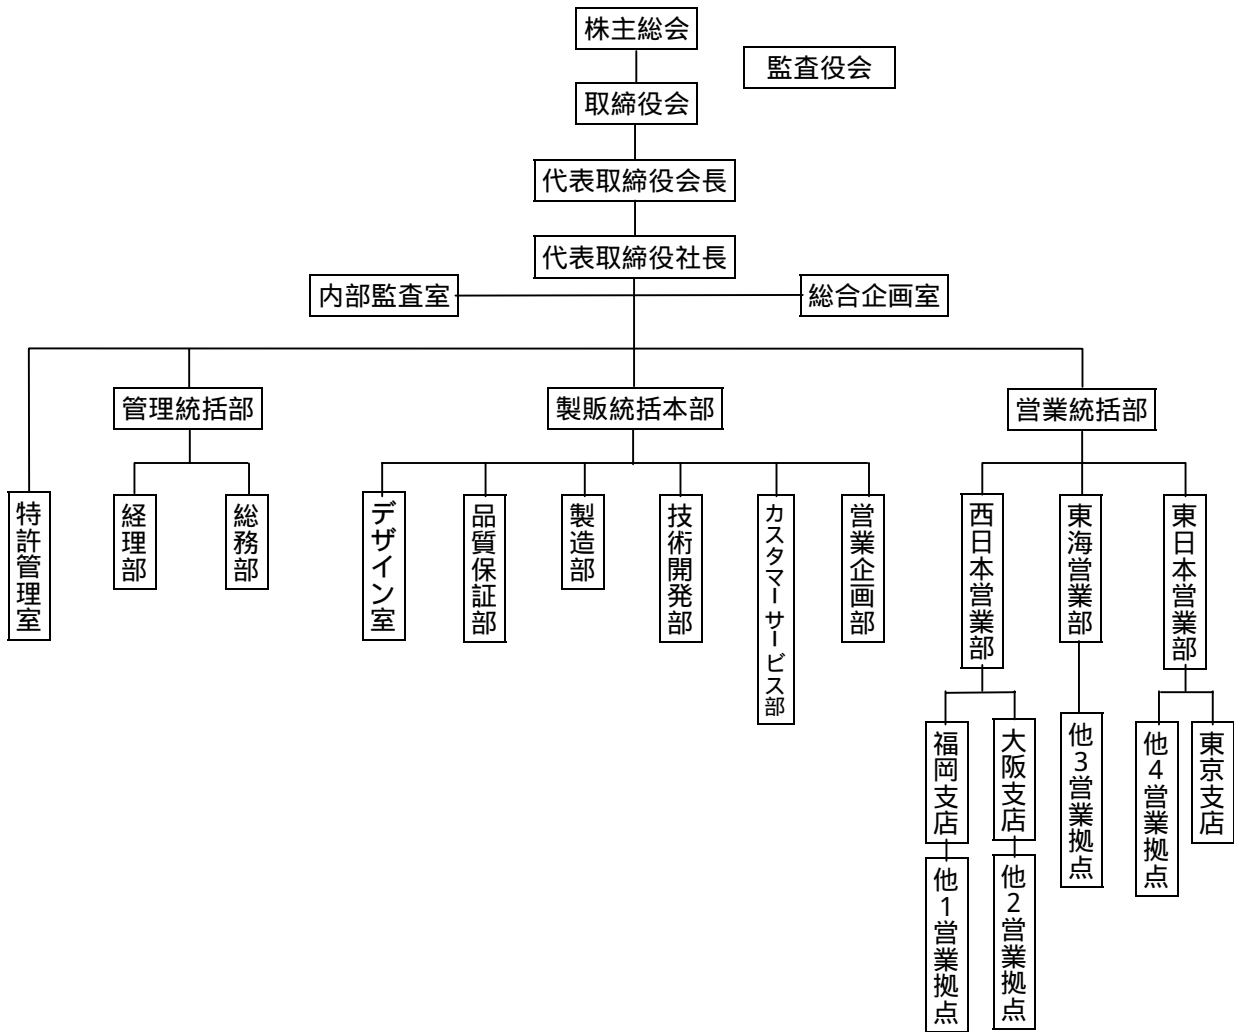 株主総会
監査役会
取締役会
代表取締役会長
代表取締役社長
内部監査室
総合企画室
管理統括部
製販統括本部
営業統括部
特許管理室
経理部
総務部
デザイン室
品質保証部
製造部
技術開発部
カスタマーサービス部
営業企画部
西日本営業部
東海営業部
東日本営業部
福岡支店
大阪支店
他3営業拠点
他4営業拠点
東京支店
他1営業拠点
他2営業拠点